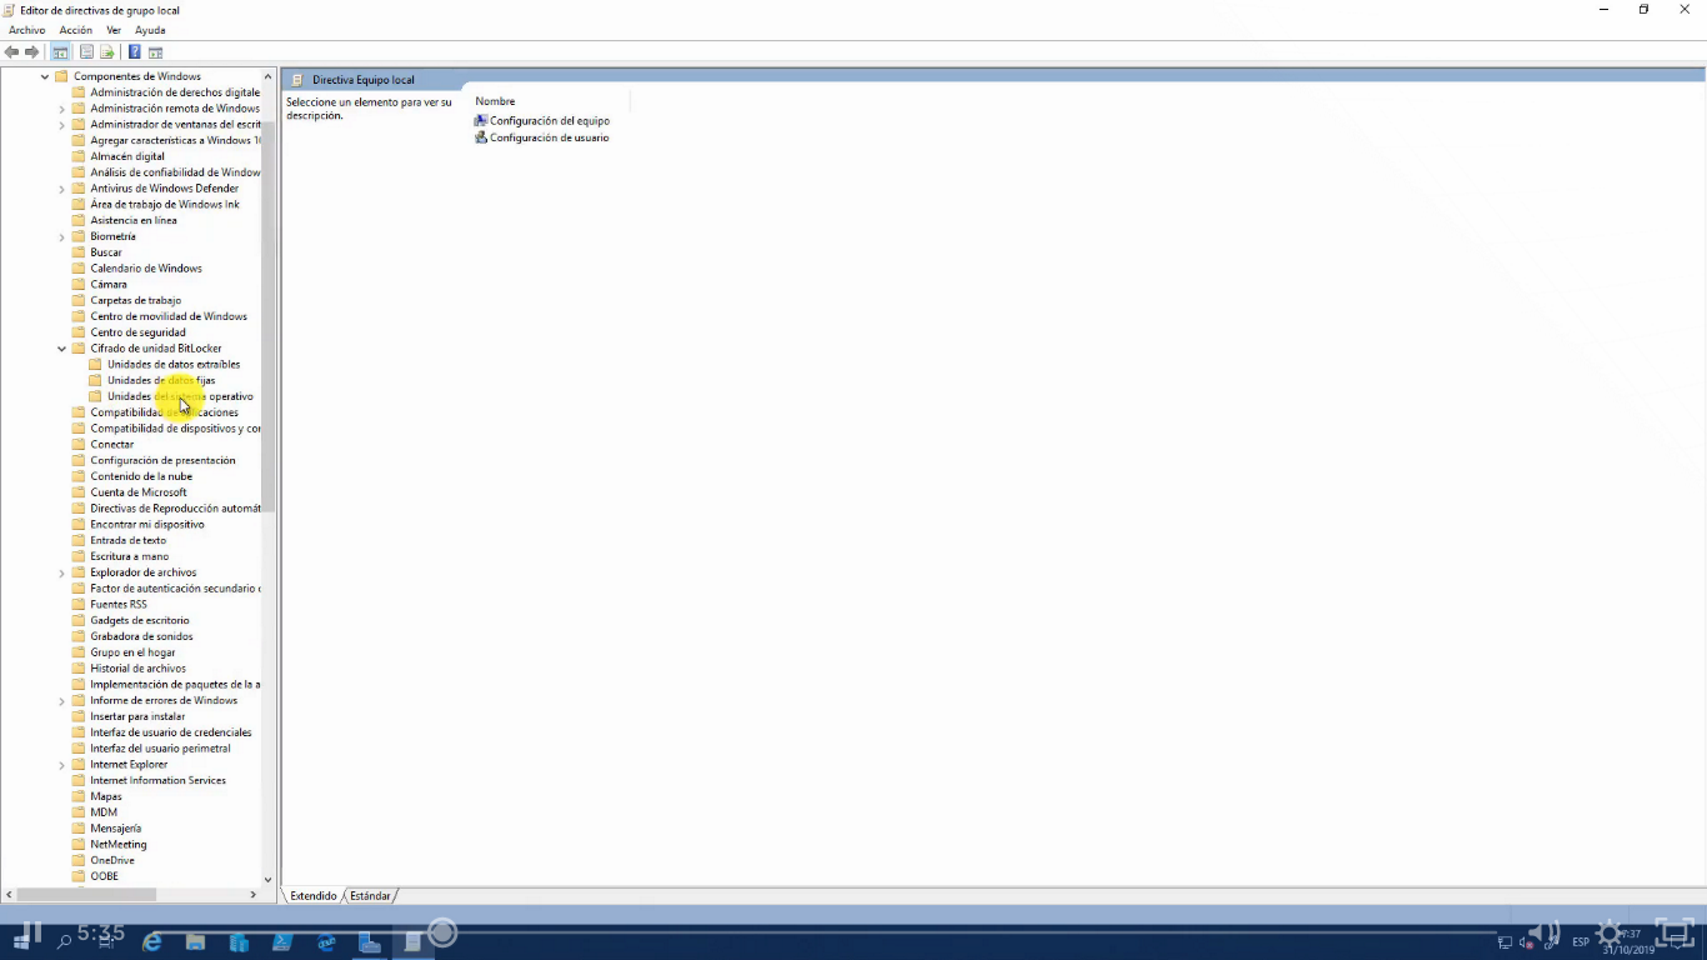 Editor de directivas de grupo local
Archivo Acción Ver Ayuda
Componentes de Windows
Administración de derechos digitale
Administración remota de Windows
Administrador de ventanas del escrit
Agregar características a Windows 10
Almacén digital
Análisis de confiabilidad de Window
Antivirus de Windows Defender
Área de trabajo de Windows Ink
Asistencia en línea
Biometría
Buscar
Calendario de Windows
Cámara
Carpetas de trabajo
Centro de movilidad de Windows
Centro de seguridad
Cifrado de unidad BitLocker
Unidades de datos extraíbles
Unidades de datos fijas
Unidades del sistema operativo
Compatibilidad de aplicaciones
Compatibilidad de dispositivos y cor
Conectar
Configuración de presentación
Contenido de la nube
Cuenta de Microsoft
Directivas de Reproducción automát
Encontrar mi dispositivo
Entrada de texto
Escritura a mano
Explorador de archivos
Factor de autenticación secundario
Fuentes RSS
Gadgets de escritorio
Grabadora de sonidos
Grupo en el hogar
Historial de archivos
Implementación de paquetes de la a
Informe de errores de Windows
Insertar para instalar
Interfaz de usuario de credenciales
Interfaz del usuario perimetral
Internet Explorer
Internet Information Services
Mapas
MDM
Mensajería
NetMeeting
OneDrive
OOBE
Directiva Equipo local
Seleccione un elemento para ver su
descripción.
Nombre
Configuración del equipo
Configuración de usuario
Extendido Estándar
5:35
ESP
31/10/2019